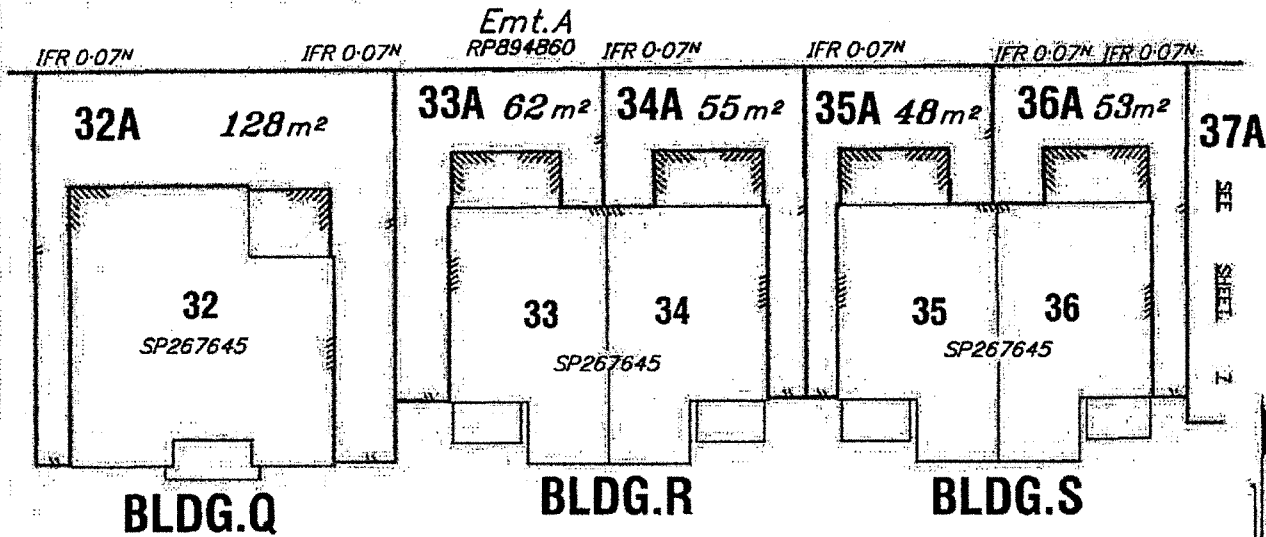 Emt.A
RP894860
IFR 0·07ᴺ IFR 0·07ᴺ IFR 0·07ᴺ IFR 0·07ᴺ IFR 0·07ᴺ IFR 0·07ᴺ
32A 128m² 33A 62m² 34A 55m² 35A 48m² 36A 53m² 37A
SEE SHEET Z
32 33 34 35 36
SP267645 SP267645 SP267645
BLDG.Q BLDG.R BLDG.S